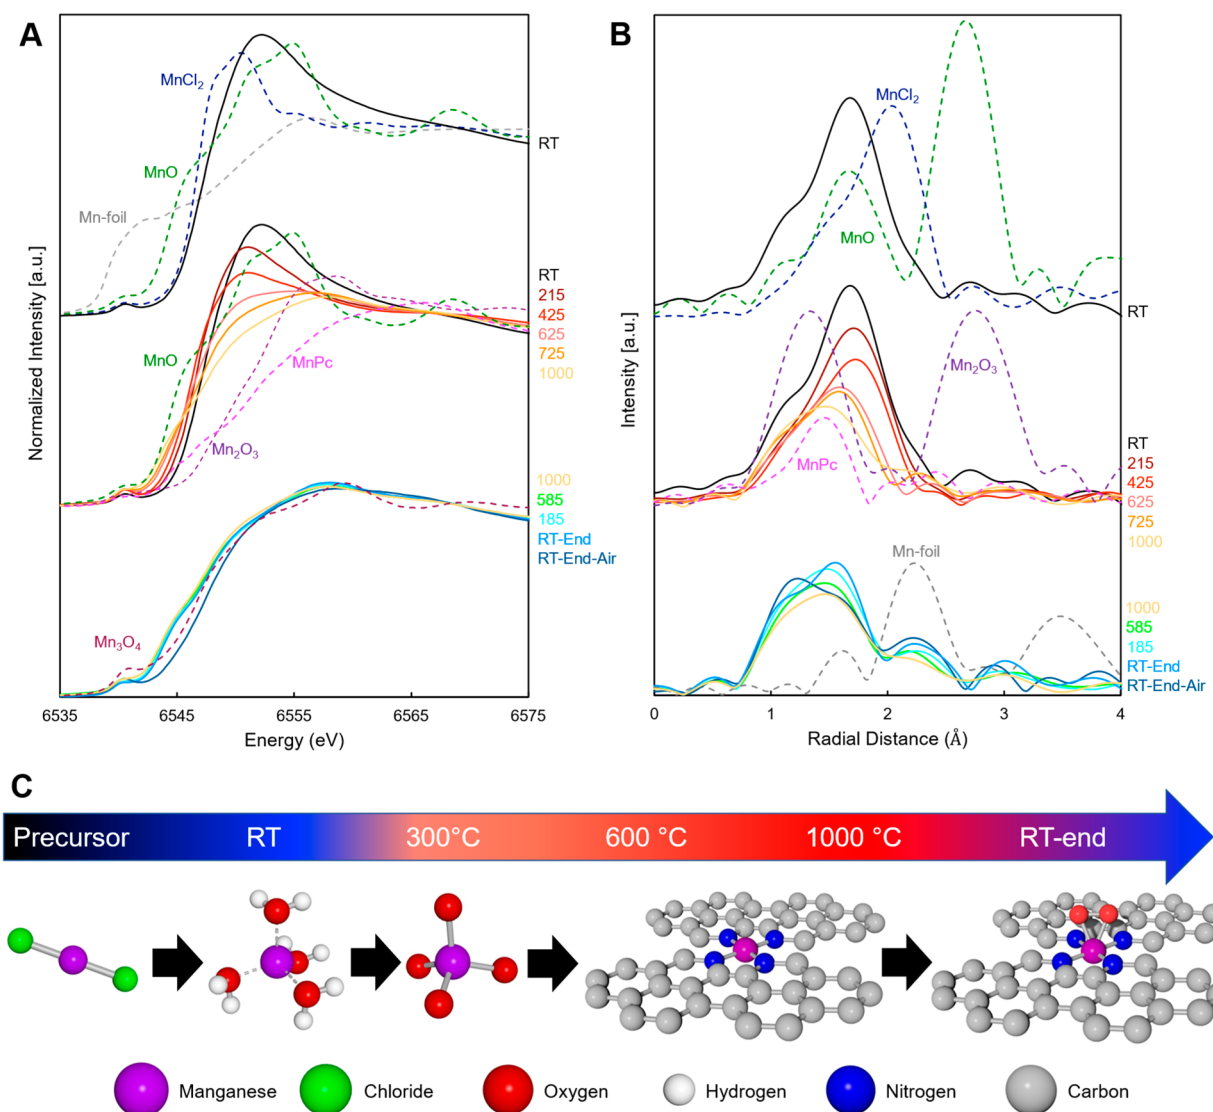 A
Normalized Intensity [a.u.]
MnCl₂
MnO
Mn-foil
RT
RT
215
425
625
725
1000
MnO
MnPc
Mn₂O₃
1000
585
185
RT-End
RT-End-Air
Mn₃O₄
6535 6545 6555 6565 6575
Energy (eV)
B
Intensity [a.u.]
MnCl₂
MnO
RT
Mn₂O₃
MnPc
RT
215
425
625
725
1000
Mn-foil
1000
585
185
RT-End
RT-End-Air
0 1 2 3 4
Radial Distance (Å)
C
Precursor RT 300°C 600 °C 1000 °C RT-end
Manganese Chloride Oxygen Hydrogen Nitrogen Carbon